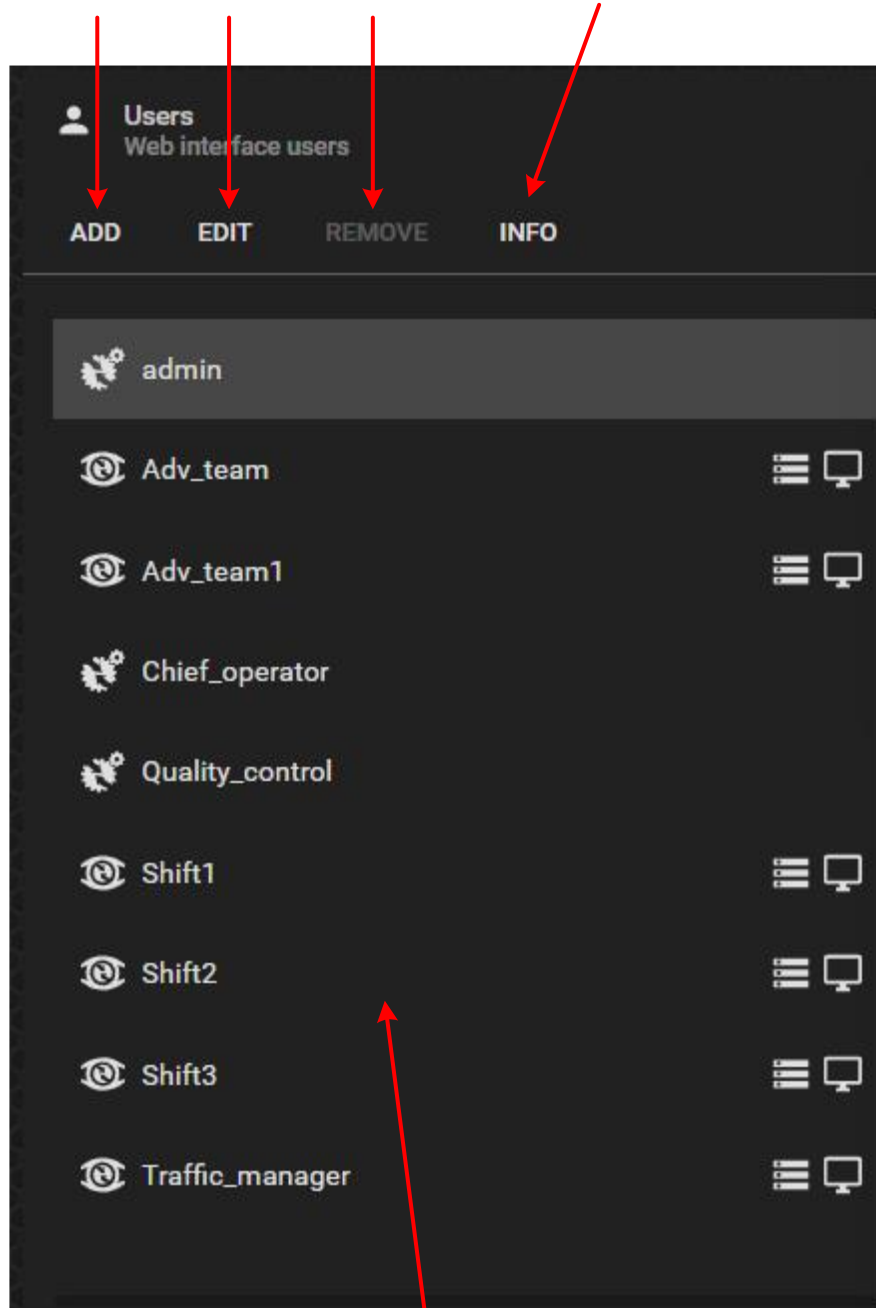 Users
Web interface users
ADD EDIT REMOVE INFO
admin
Adv_team
Adv_team1
Chief_operator
Quality_control
Shift1
Shift2
Shift3
Traffic_manager